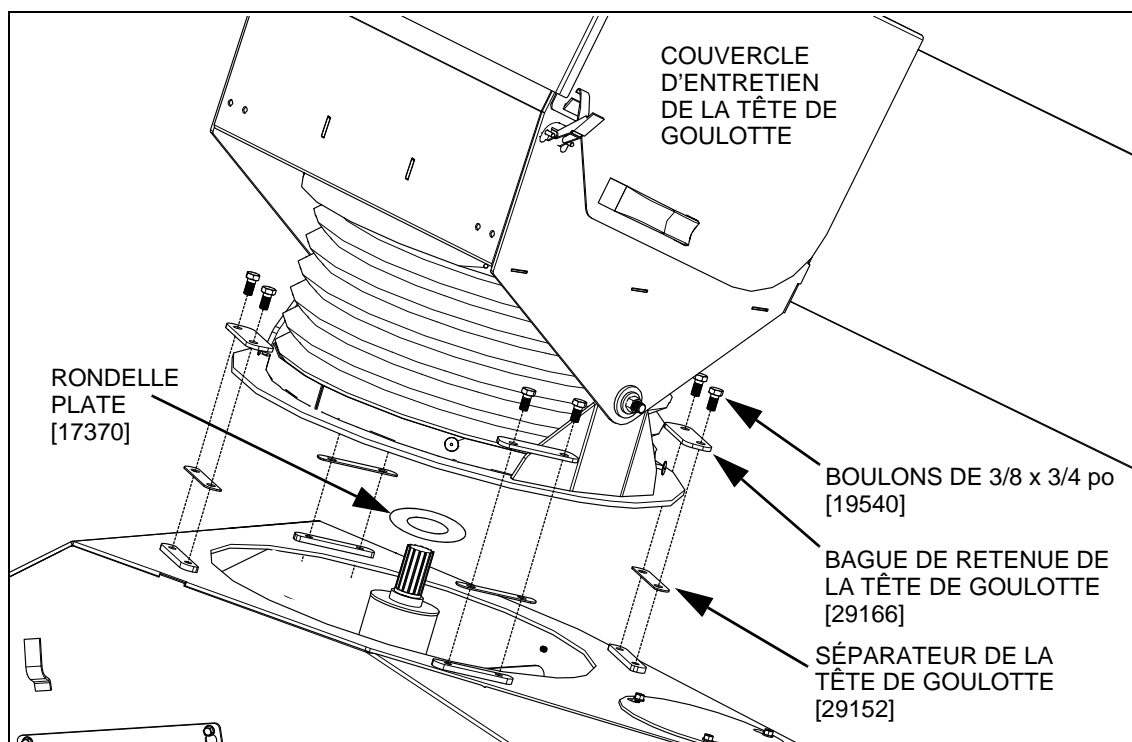 COUVERCLE
D'ENTRETIEN
DE LA TÊTE DE
GOULOTTE
RONDELLE
PLATE
[17370]
BOULONS DE 3/8 x 3/4 po
[19540]
BAGUE DE RETENUE DE
LA TÊTE DE GOULOTTE
[29166]
SÉPARATEUR DE LA
TÊTE DE GOULOTTE
[29152]